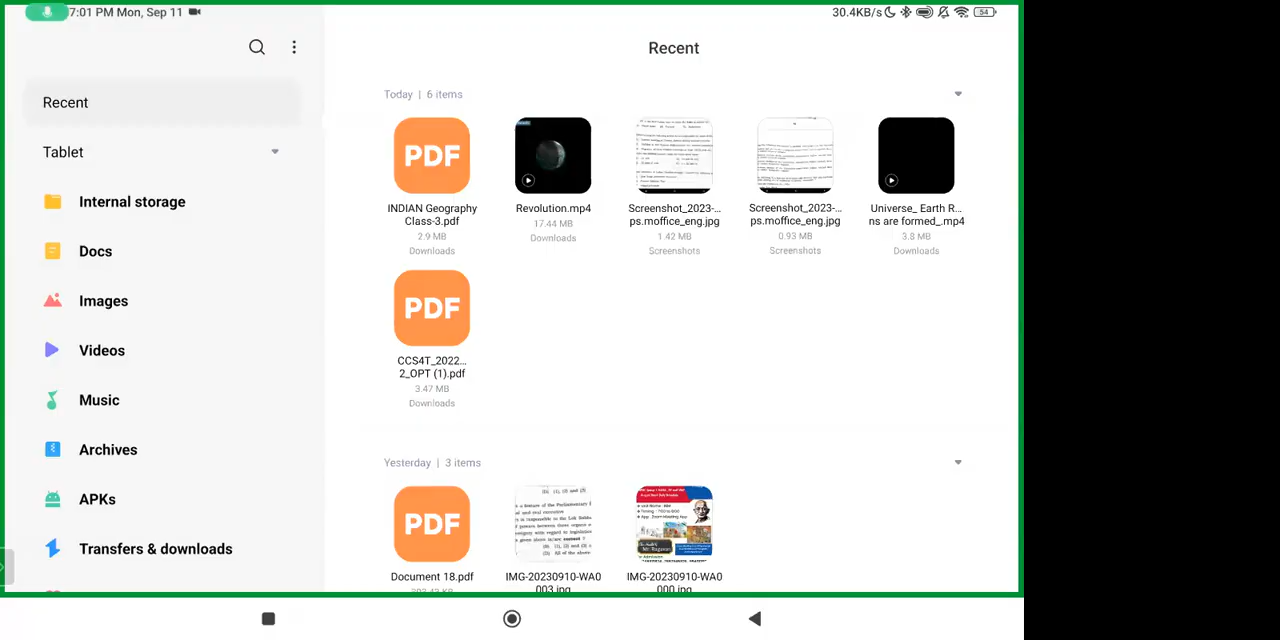 7:01 PM Mon, Sep 11
30.4KB/s
54
Recent
Recent
Tablet
Internal storage
Docs
Images
Videos
Music
Archives
APKs
Transfers & downloads
Today | 6 items
PDF
INDIAN Geography
Class-3.pdf
2.9 MB
Downloads
Revolution.mp4
17.44 MB
Downloads
Screenshot_2023-...
ps.moffice_eng.jpg
1.42 MB
Screenshots
Screenshot_2023-...
ps.moffice_eng.jpg
0.93 MB
Screenshots
Universe_ Earth R...
ns are formed_.mp4
3.8 MB
Downloads
PDF
CCS4T_2022...
2_OPT (1).pdf
3.47 MB
Downloads
Yesterday | 3 items
PDF
Document 18.pdf
IMG-20230910-WA0
003.jpg
IMG-20230910-WA0
000.jpg